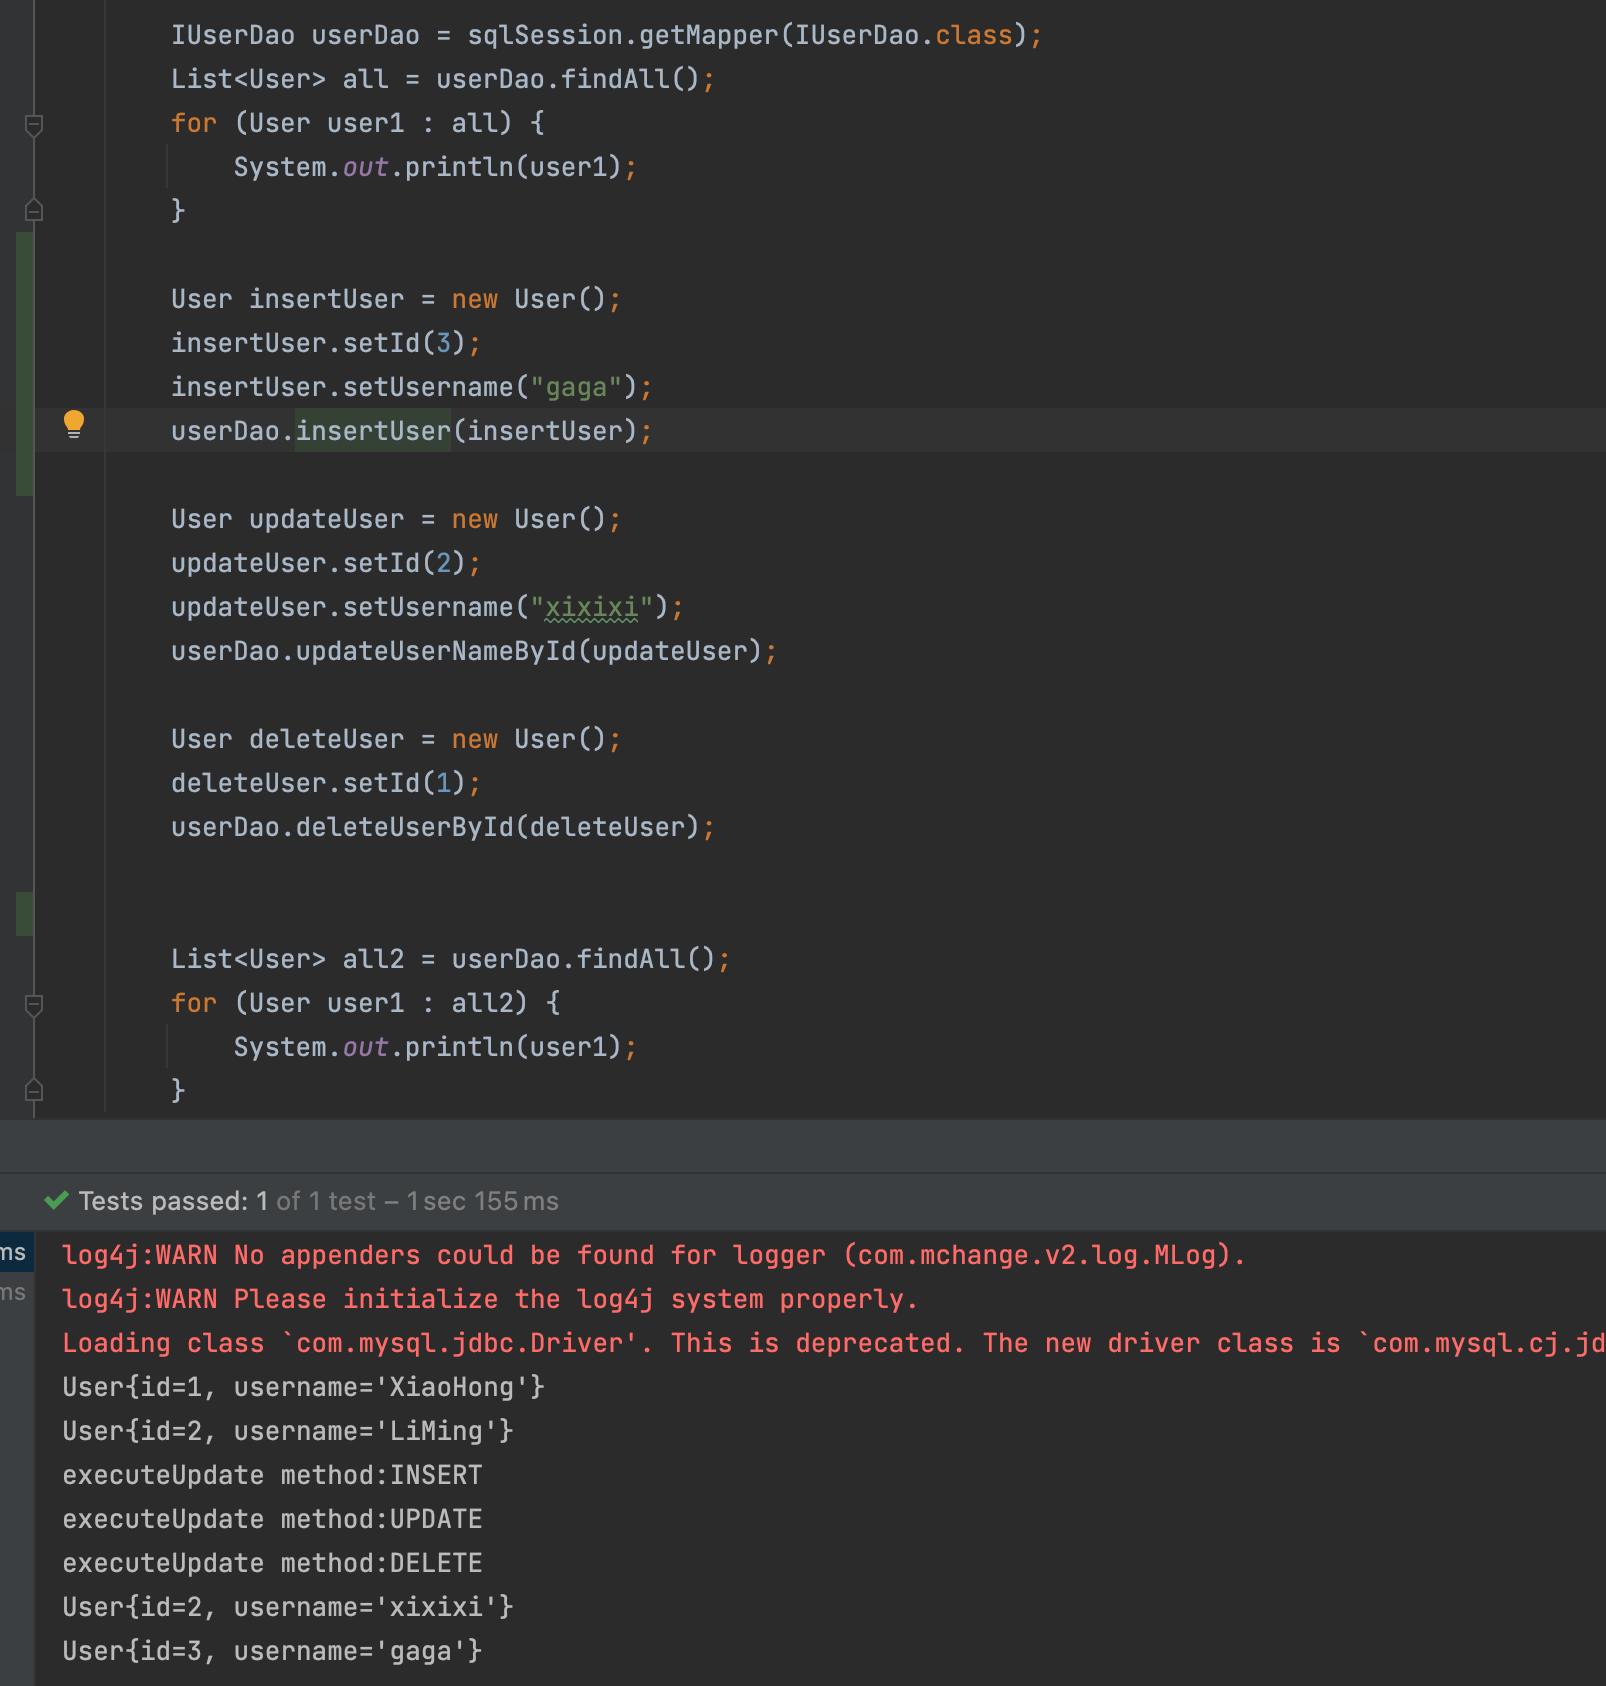 IUserDao userDao = sqlSession.getMapper(IUserDao.class);
List<User> all = userDao.findAll();
for (User user1 : all) {
System.out.println(user1);
}
User insertUser = new User();
insertUser.setId(3);
insertUser.setUsername("gaga");
userDao.insertUser(insertUser);
User updateUser = new User();
updateUser.setId(2);
updateUser.setUsername("xixixi");
userDao.updateUserNameById(updateUser);
User deleteUser = new User();
deleteUser.setId(1);
userDao.deleteUserById(deleteUser);
List<User> all2 = userDao.findAll();
for (User user1 : all2) {
System.out.println(user1);
}
Tests passed: 1 of 1 test – 1 sec 155 ms
ms
log4j:WARN No appenders could be found for logger (com.mchange.v2.log.MLog).
ms
log4j:WARN Please initialize the log4j system properly.
Loading class `com.mysql.jdbc.Driver'. This is deprecated. The new driver class is `com.mysql.cj.jd
User{id=1, username='XiaoHong'}
User{id=2, username='LiMing'}
executeUpdate method:INSERT
executeUpdate method:UPDATE
executeUpdate method:DELETE
User{id=2, username='xixixi'}
User{id=3, username='gaga'}